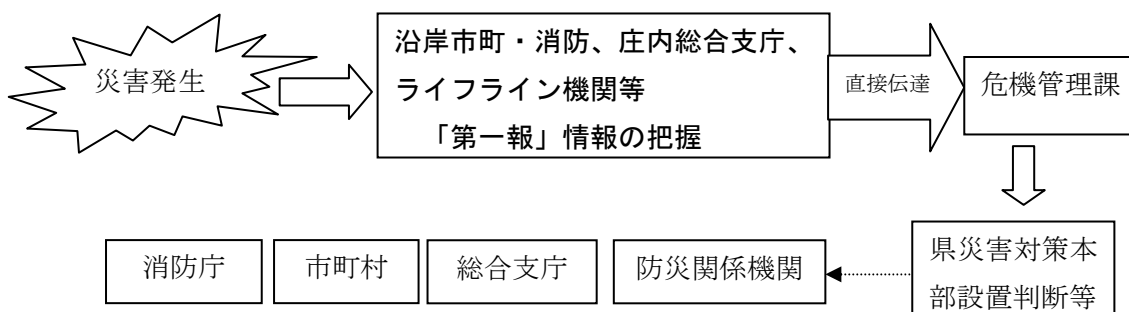 災害発生
沿岸市町・消防、庄内総合支庁、
ライフライン機関等
「第一報」情報の把握
直接伝達
危機管理課
県災害対策本
部設置判断等
消防庁
市町村
総合支庁
防災関係機関